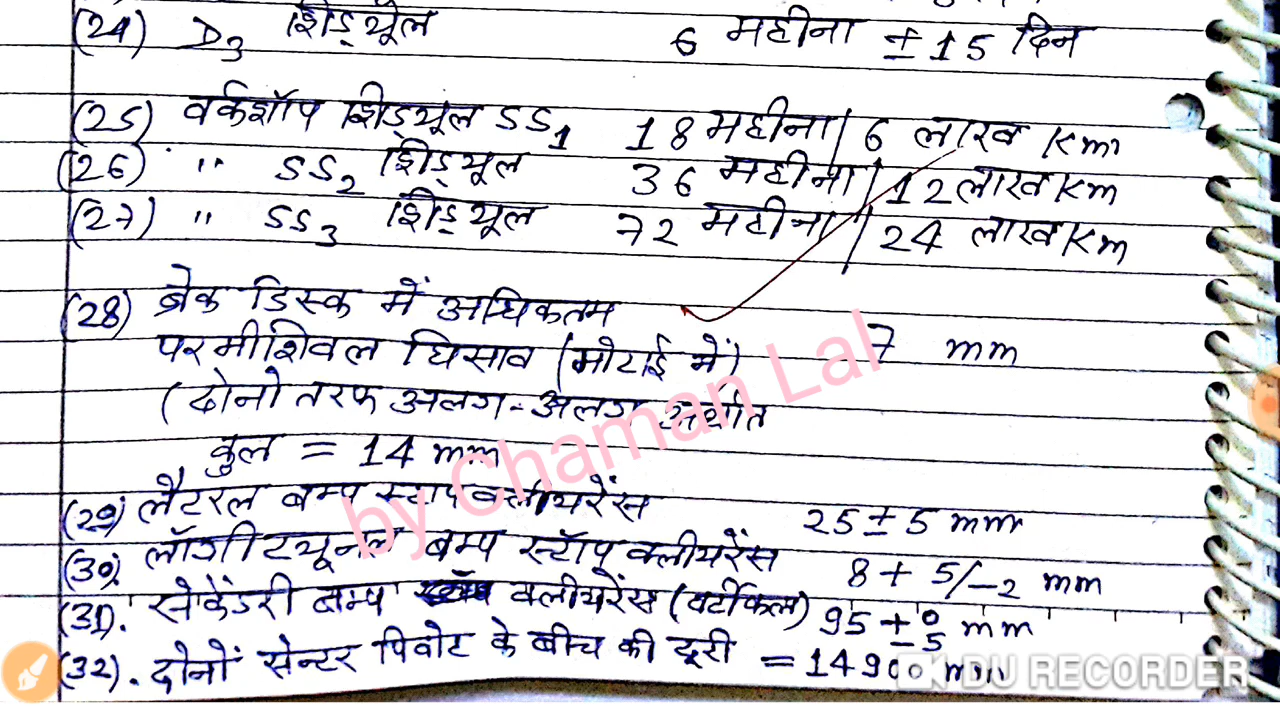 (24) D3 शिड्यूल 6 महीना ± 15 दिन
(25) वर्कशॉप शिड्यूल SS1 18 महीना / 6 लाख Km
(26) " SS2 शिड्यूल 36 महीना / 12 लाख Km
(27) " SS3 शिड्यूल 72 महीना / 24 लाख Km
(28) ब्रेक डिस्क में अधिकतम
परमीशिवल घिसाव (मोटाई में) 7 mm
(दोनो तरफ अलग-अलग अर्थात
कुल = 14 mm
(29) लैटरल बम्प स्टाप क्लीयरेंस 25 ± 5 mm
(30) लॉगीट्यूनल बम्प स्टॉप क्लीयरेंस 8 + 5/-2 mm
(31). सेकेंडरी बम्प क्लीयरेंस (वर्टीकल) 95 + 0 - 5 mm
(32). दोनों सेन्टर पिवोट के बीच की दूरी = 14900 mm
by Chaman Lal
DU RECORDER